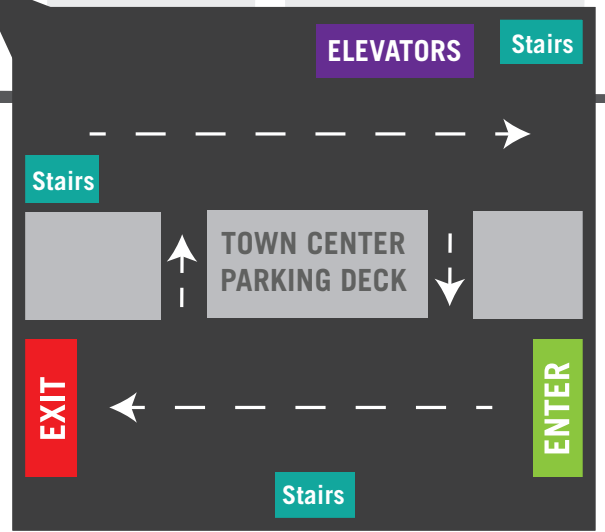 ELEVATORS
Stairs
Stairs
TOWN CENTER
PARKING DECK
EXIT
ENTER
Stairs